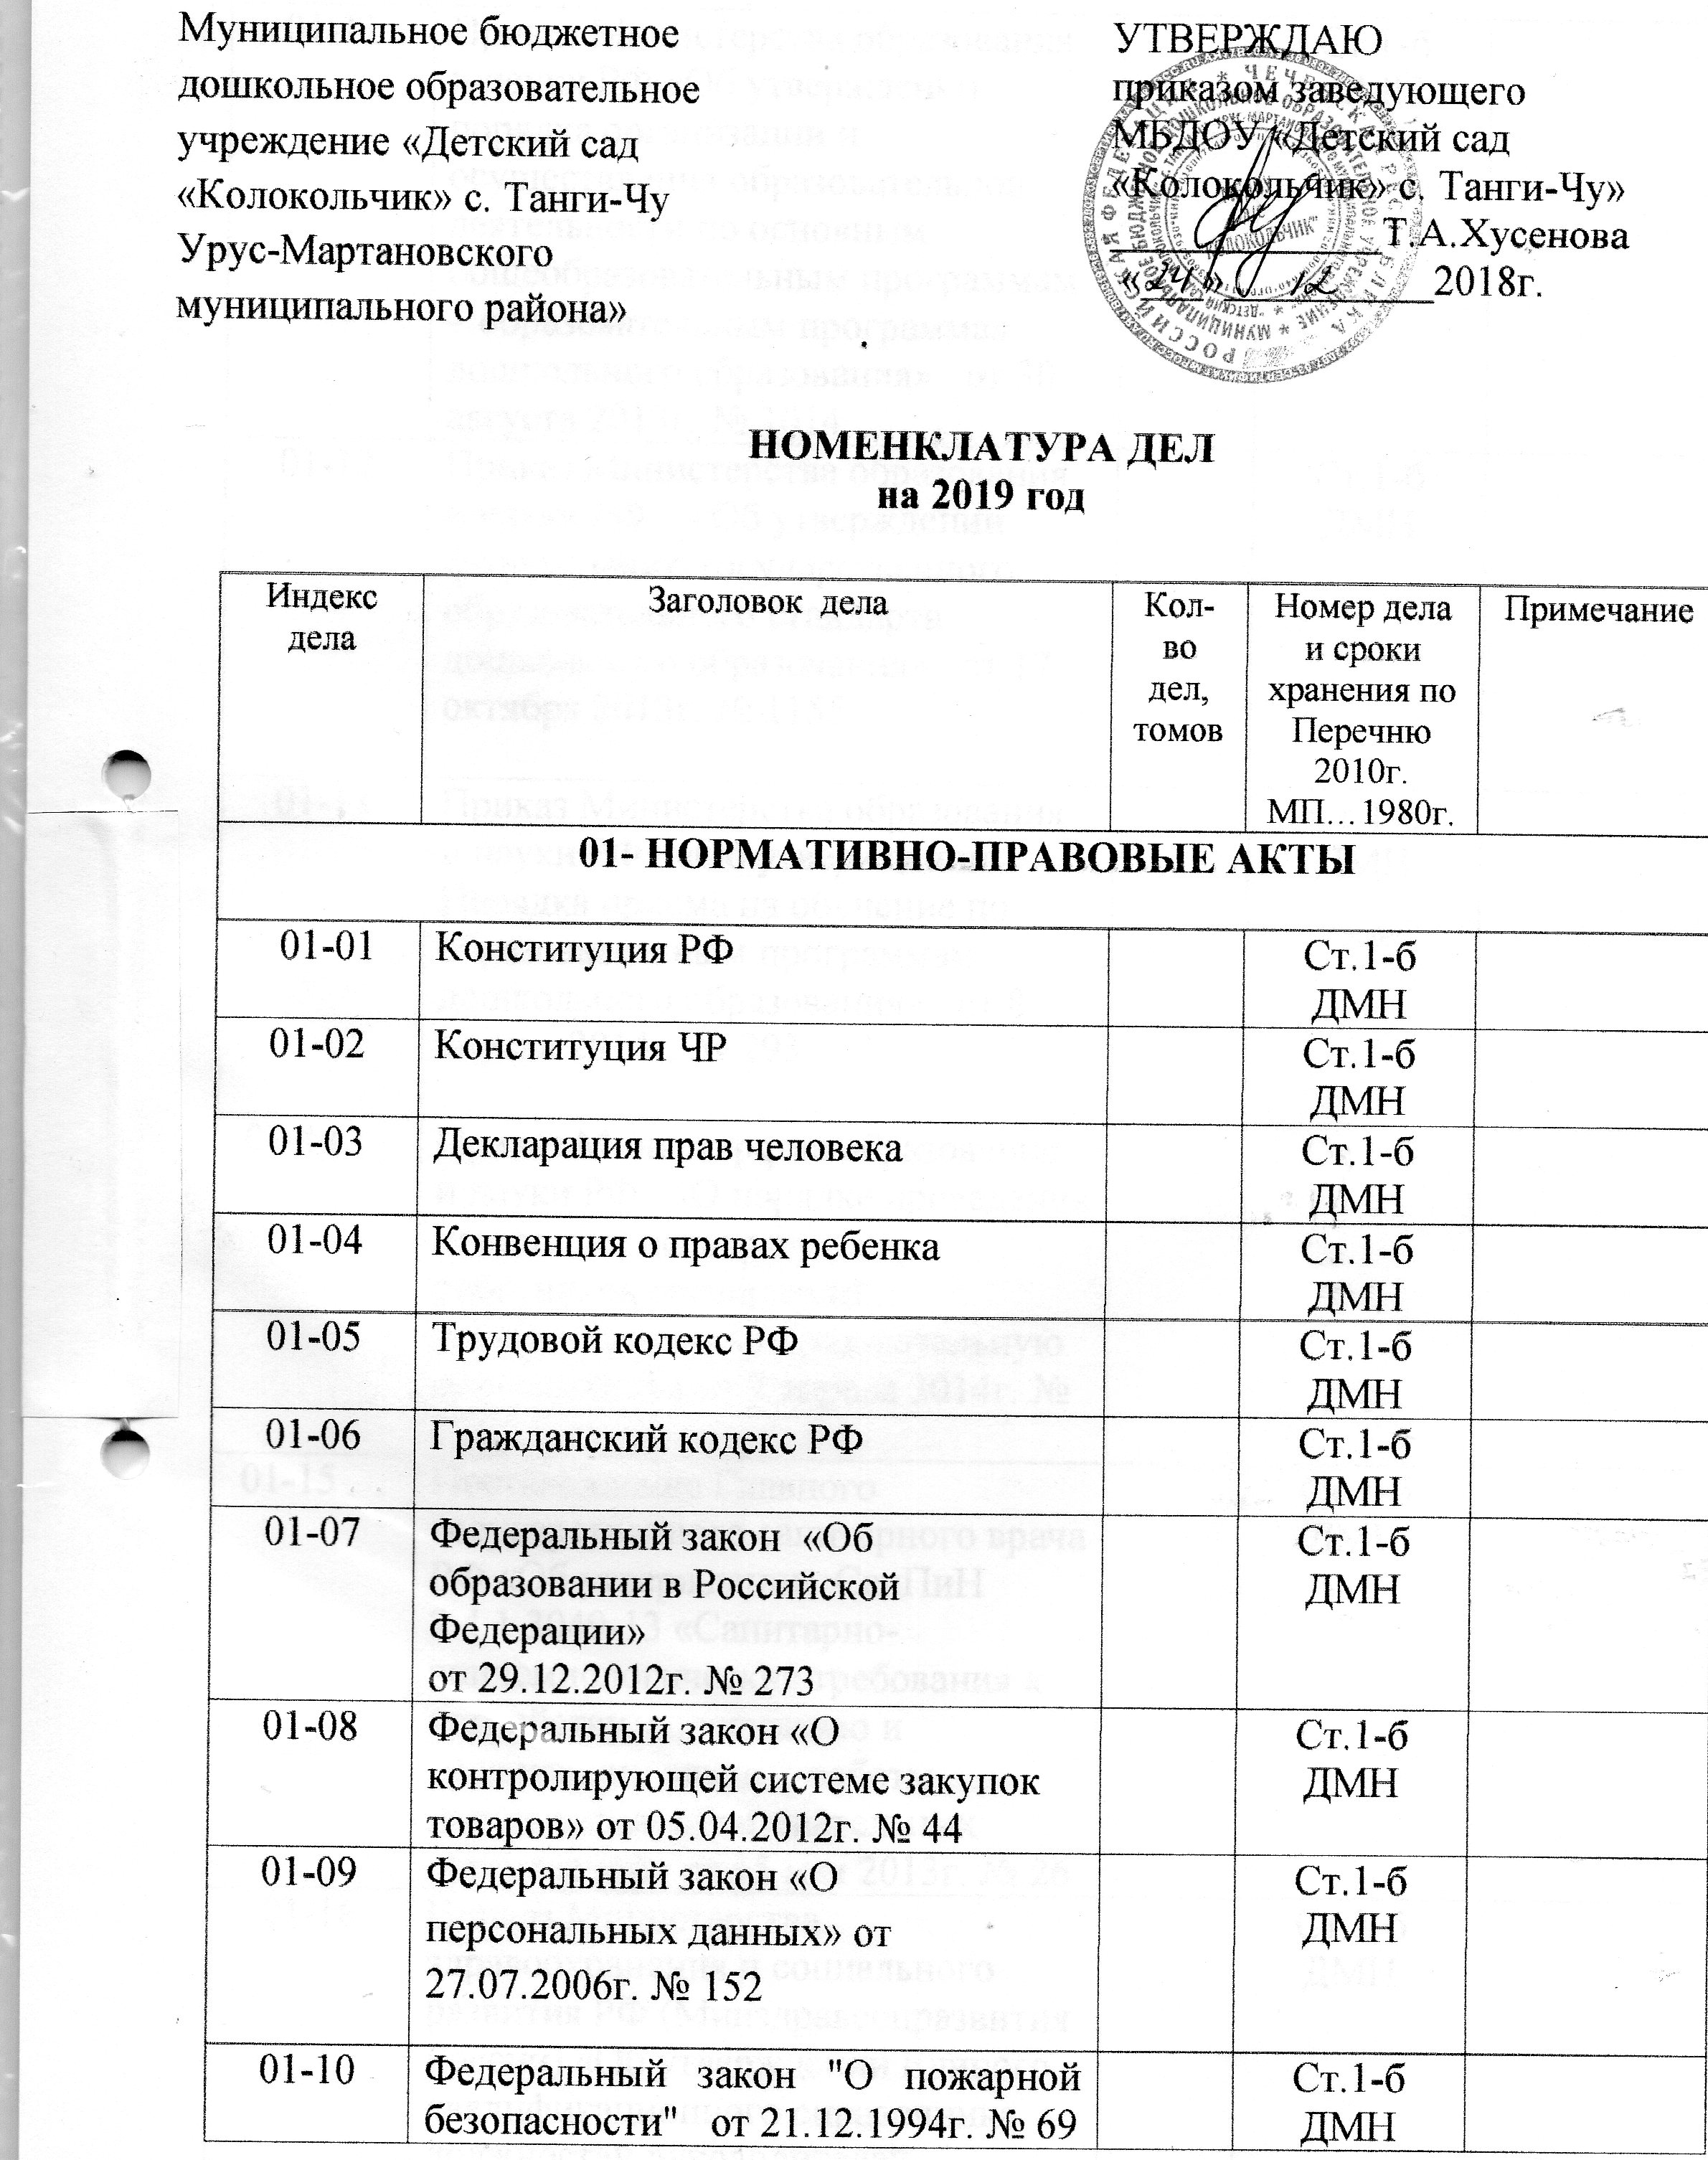 Муниципальное бюджетное
дошкольное образовательное
учреждение «Детский сад
«Колокольчик» с. Танги-Чу
Урус-Мартановского
муниципального района»
УТВЕРЖДАЮ
приказом заведующего
МБДОУ «Детский сад
«Колокольчик» с. Танги-Чу»
Т.А.Хусенова
«24» 12 2018г.
НОМЕНКЛАТУРА ДЕЛ
на 2019 год
Индекс
дела
Заголовок дела
Кол-
во
дел,
томов
Номер дела
и сроки
хранения по
Перечню
2010г.
МП…1980г.
Примечание
01- НОРМАТИВНО-ПРАВОВЫЕ АКТЫ
01-01
Конституция РФ
Ст.1-б
ДМН
01-02
Конституция ЧР
Ст.1-б
ДМН
01-03
Декларация прав человека
Ст.1-б
ДМН
01-04
Конвенция о правах ребенка
Ст.1-б
ДМН
01-05
Трудовой кодекс РФ
Ст.1-б
ДМН
01-06
Гражданский кодекс РФ
Ст.1-б
ДМН
01-07
Федеральный закон «Об
образовании в Российской
Федерации»
от 29.12.2012г. № 273
Ст.1-б
ДМН
01-08
Федеральный закон «О
контролирующей системе закупок
товаров» от 05.04.2012г. № 44
Ст.1-б
ДМН
01-09
Федеральный закон «О
персональных данных» от
27.07.2006г. № 152
Ст.1-б
ДМН
01-10
Федеральный закон "О пожарной
безопасности" от 21.12.1994г. № 69
Ст.1-б
ДМН